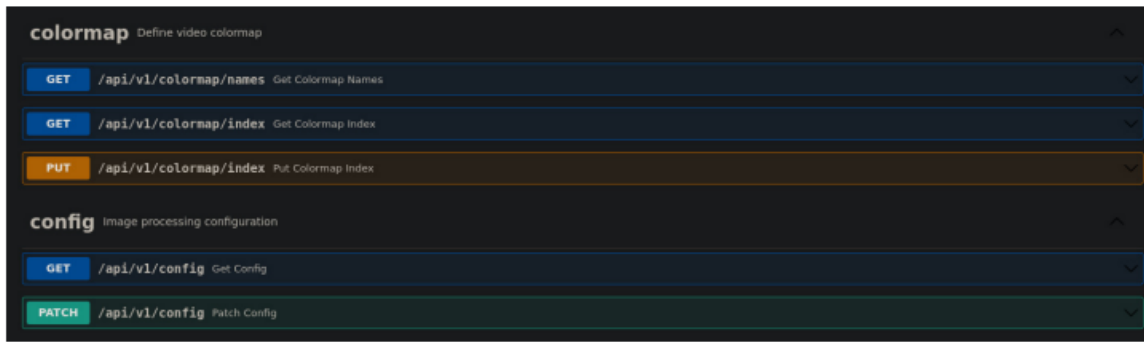 colormap Define video colormap
GET /api/v1/colormap/names Get Colormap Names
GET /api/v1/colormap/index Get Colormap Index
PUT /api/v1/colormap/index Put Colormap Index
config Image processing configuration
GET /api/v1/config Get Config
PATCH /api/v1/config Patch Config